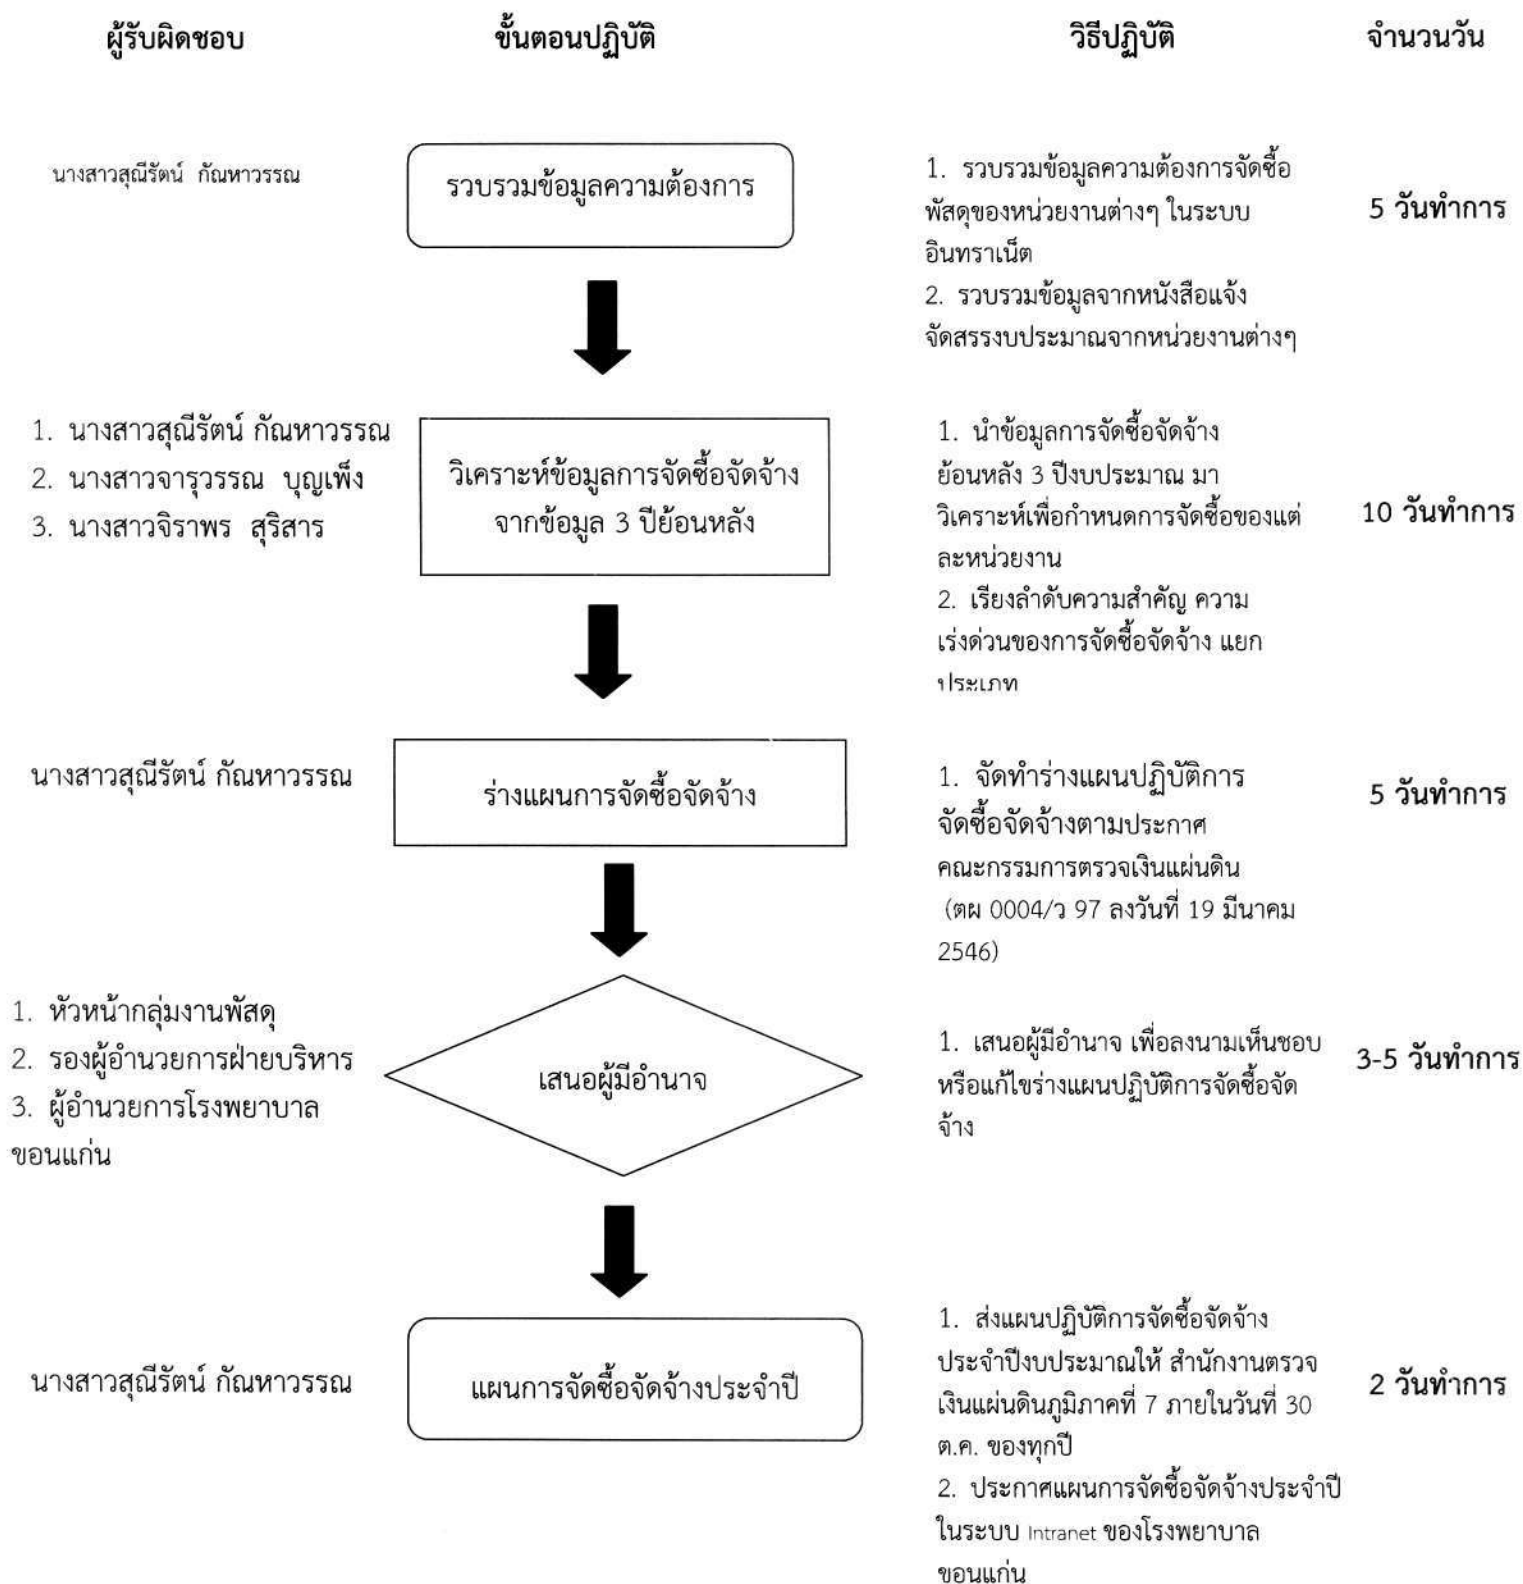 ผู้รับผิดชอบ
ขั้นตอนปฏิบัติ
วิธีปฏิบัติ
จำนวนวัน
นางสาวสุณีรัตน์ กัณหาวรรณ
รวบรวมข้อมูลความต้องการ
1. รวบรวมข้อมูลความต้องการจัดซื้อ
พัสดุของหน่วยงานต่างๆ ในระบบ
อินทราเน็ต
2. รวบรวมข้อมูลจากหนังสือแจ้ง
จัดสรรงบประมาณจากหน่วยงานต่างๆ
5 วันทำการ
1. นางสาวสุณีรัตน์ กัณหาวรรณ
2. นางสาวจารุวรรณ บุญเพ็ง
3. นางสาวจิราพร สุริสาร
วิเคราะห์ข้อมูลการจัดซื้อจัดจ้าง
จากข้อมูล 3 ปีย้อนหลัง
1. นำข้อมูลการจัดซื้อจัดจ้าง
ย้อนหลัง 3 ปีงบประมาณ มา
วิเคราะห์เพื่อกำหนดการจัดซื้อของแต่
ละหน่วยงาน
2. เรียงลำดับความสำคัญ ความ
เร่งด่วนของการจัดซื้อจัดจ้าง แยก
ประเภท
10 วันทำการ
นางสาวสุณีรัตน์ กัณหาวรรณ
ร่างแผนการจัดซื้อจัดจ้าง
1. จัดทำร่างแผนปฏิบัติการ
จัดซื้อจัดจ้างตามประกาศ
คณะกรรมการตรวจเงินแผ่นดิน
(ตผ 0004/ว 97 ลงวันที่ 19 มีนาคม
2546)
5 วันทำการ
1. หัวหน้ากลุ่มงานพัสดุ
2. รองผู้อำนวยการฝ่ายบริหาร
3. ผู้อำนวยการโรงพยาบาล
ขอนแก่น
เสนอผู้มีอำนาจ
1. เสนอผู้มีอำนาจ เพื่อลงนามเห็นชอบ
หรือแก้ไขร่างแผนปฏิบัติการจัดซื้อจัด
จ้าง
3-5 วันทำการ
นางสาวสุณีรัตน์ กัณหาวรรณ
แผนการจัดซื้อจัดจ้างประจำปี
1. ส่งแผนปฏิบัติการจัดซื้อจัดจ้าง
ประจำปีงบประมาณให้ สำนักงานตรวจ
เงินแผ่นดินภูมิภาคที่ 7 ภายในวันที่ 30
ต.ค. ของทุกปี
2. ประกาศแผนการจัดซื้อจัดจ้างประจำปี
ในระบบ Intranet ของโรงพยาบาล
ขอนแก่น
2 วันทำการ